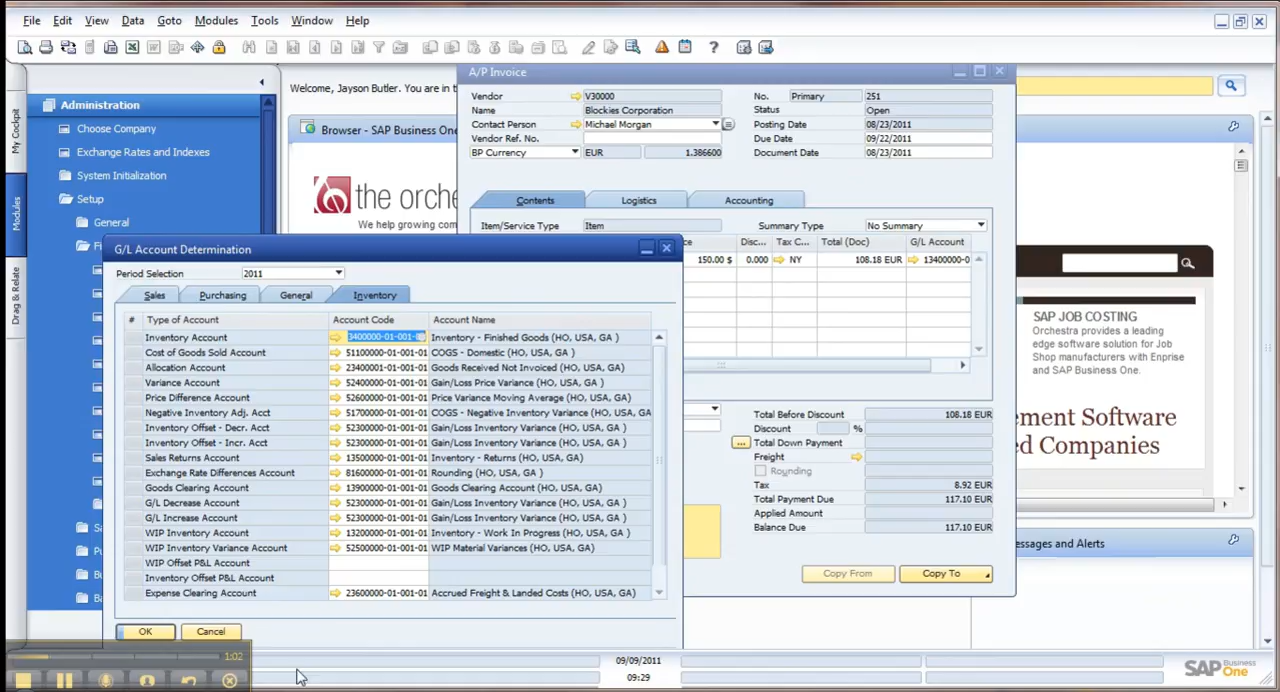 File Edit View Data Goto Modules Tools Window Help
My Cockpit
Modules
Drag & Relate
Administration
Choose Company
Exchange Rates and Indexes
System Initialization
Setup
General
Fi
Sa
Pu
Bu
Ba
Welcome, Jayson Butler. You are in t
Browser - SAP Business One
the orche
We help growing com
A/P Invoice
Vendor V30000
Name Blockies Corporation
Contact Person Michael Morgan
Vendor Ref. No.
BP Currency EUR 1.386600
No. Primary 251
Status Open
Posting Date 08/23/2011
Due Date 09/22/2011
Document Date 08/23/2011
Contents Logistics Accounting
Item/Service Type Item Summary Type No Summary
ce Disc... Tax C... Total (Doc) G/L Account
150.00 $ 0.000 NY 108.18 EUR 13400000-0
Total Before Discount 108.18 EUR
Discount %
... Total Down Payment
Freight
Rounding
Tax 8.92 EUR
Total Payment Due 117.10 EUR
Applied Amount
Balance Due 117.10 EUR
Copy From Copy To
G/L Account Determination
Period Selection 2011
Sales Purchasing General Inventory
# Type of Account Account Code Account Name
Inventory Account 3400000-01-001-0 Inventory - Finished Goods (HO, USA, GA )
Cost of Goods Sold Account 51100000-01-001-01 COGS - Domestic (HO, USA, GA )
Allocation Account 23400001-01-001-01 Goods Received Not Invoiced (HO, USA, GA)
Variance Account 52400000-01-001-01 Gain/Loss Price Variance (HO, USA, GA )
Price Difference Account 52600000-01-001-01 Price Variance Moving Average (HO, USA, GA)
Negative Inventory Adj. Acct 51700000-01-001-01 COGS - Negative Inventory Variance (HO, USA, GA
Inventory Offset - Decr. Acct 52300000-01-001-01 Gain/Loss Inventory Variance (HO, USA, GA )
Inventory Offset - Incr. Acct 52300000-01-001-01 Gain/Loss Inventory Variance (HO, USA, GA )
Sales Returns Account 13500000-01-001-01 Inventory - Returns (HO, USA, GA )
Exchange Rate Differences Account 81600000-01-001-01 Rounding (HO, USA, GA )
Goods Clearing Account 13900000-01-001-01 Goods Clearing Account (HO, USA, GA )
G/L Decrease Account 52300000-01-001-01 Gain/Loss Inventory Variance (HO, USA, GA )
G/L Increase Account 52300000-01-001-01 Gain/Loss Inventory Variance (HO, USA, GA )
WIP Inventory Account 13200000-01-001-01 Inventory - Work In Progress (HO, USA, GA )
WIP Inventory Variance Account 52500000-01-001-01 WIP Material Variances (HO, USA, GA)
WIP Offset P&L Account
Inventory Offset P&L Account
Expense Clearing Account 23600000-01-001-01 Accrued Freight & Landed Costs (HO, USA, GA)
OK Cancel
SAP JOB COSTING
Orchestra provides a leading
edge software solution for Job
Shop manufacturers with Enprise
and SAP Business One.
ement Software
ed Companies
essages and Alerts
1:02
09/09/2011
09:29
SAP Business One